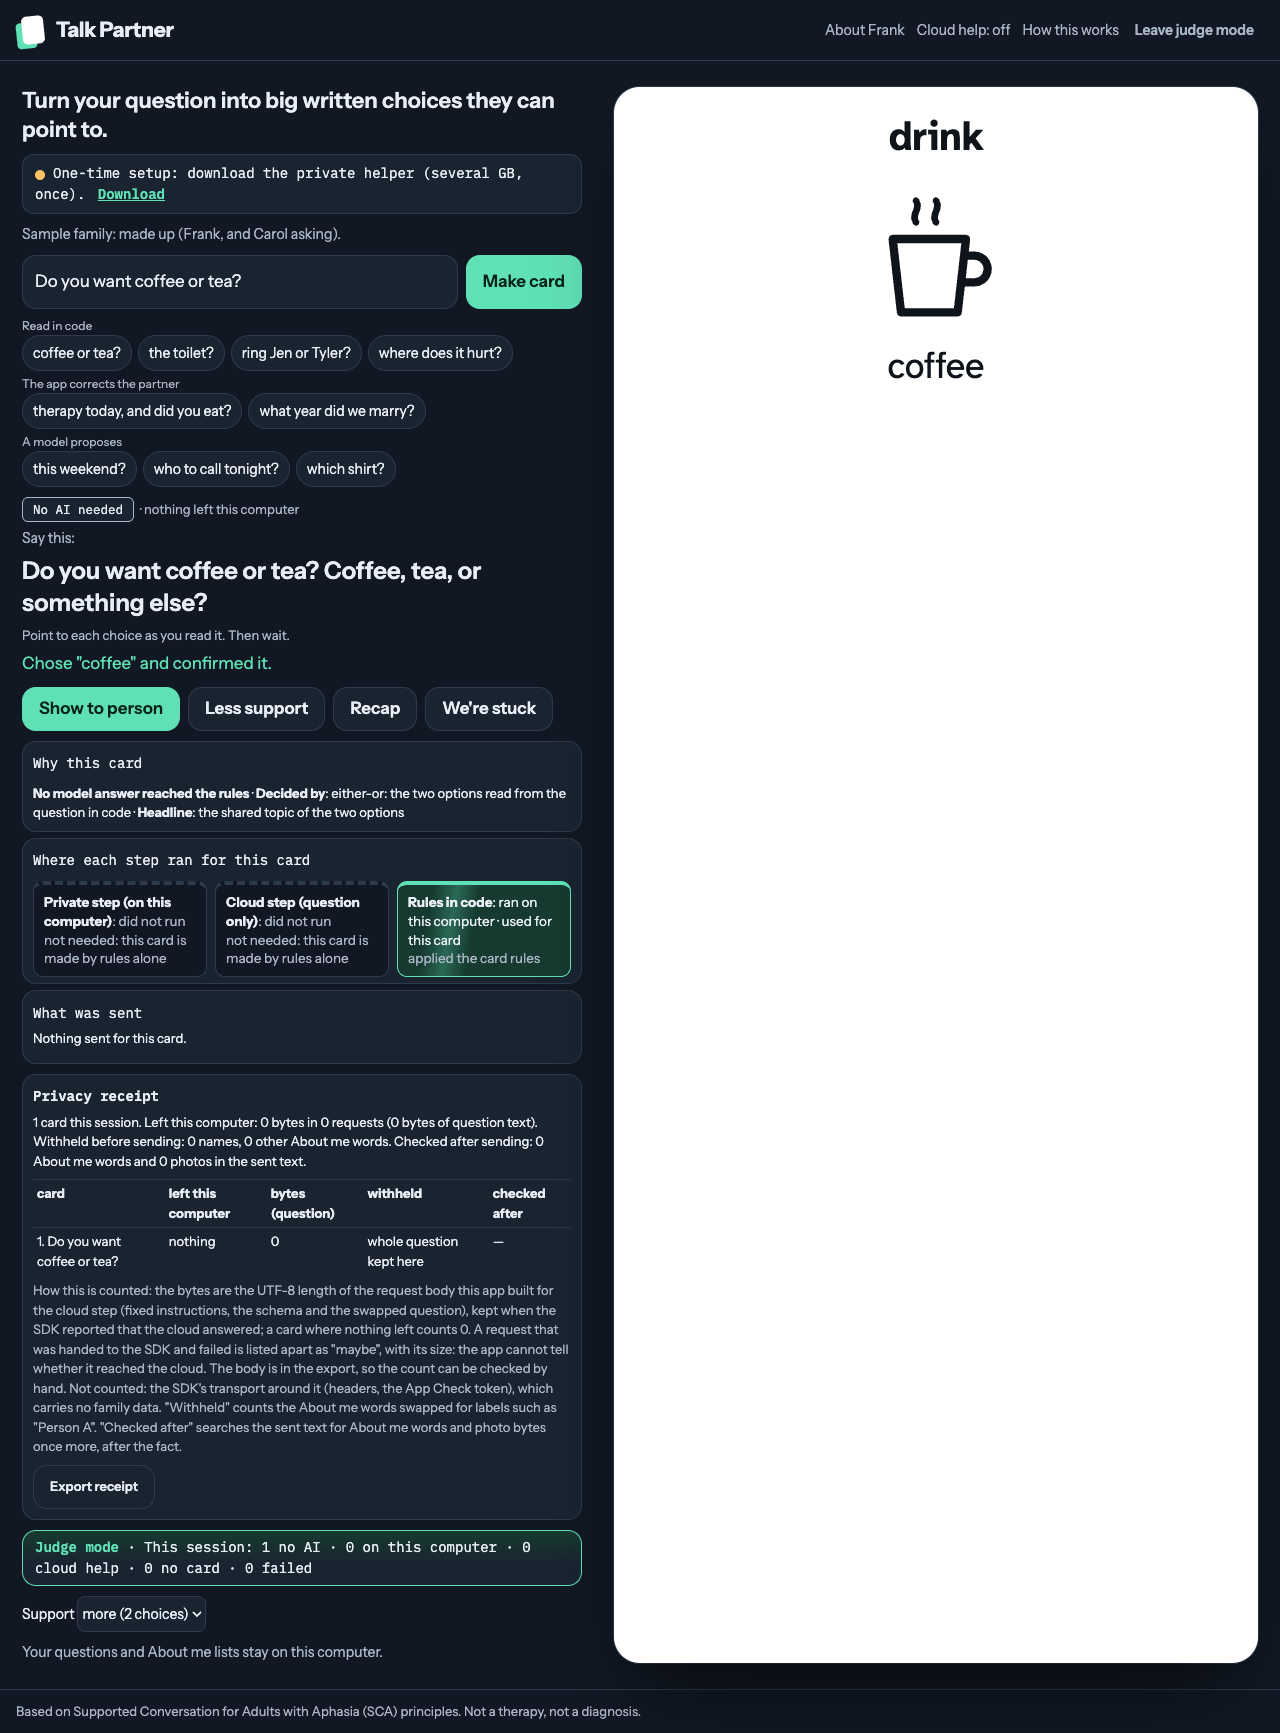 Talk Partner
About Frank
Cloud help: off
How this works
Leave judge mode
Turn your question into big written choices they can
point to.
One-time setup: download the private helper (several GB,
once). Download
Sample family: made up (Frank, and Carol asking).
Do you want coffee or tea?
Make card
Read in code
coffee or tea?
the toilet?
ring Jen or Tyler?
where does it hurt?
The app corrects the partner
therapy today, and did you eat?
what year did we marry?
A model proposes
this weekend?
who to call tonight?
which shirt?
No AI needed · nothing left this computer
Say this:
Do you want coffee or tea? Coffee, tea, or
something else?
Point to each choice as you read it. Then wait.
Chose "coffee" and confirmed it.
Show to person
Less support
Recap
We're stuck
Why this card
No model answer reached the rules · Decided by: either-or: the two options read from the
question in code · Headline: the shared topic of the two options
Where each step ran for this card
Private step (on this
computer): did not run
not needed: this card is
made by rules alone
Cloud step (question
only): did not run
not needed: this card is
made by rules alone
Rules in code: ran on
this computer · used for
this card
applied the card rules
What was sent
Nothing sent for this card.
Privacy receipt
1 card this session. Left this computer: 0 bytes in 0 requests (0 bytes of question text).
Withheld before sending: 0 names, 0 other About me words. Checked after sending: 0
About me words and 0 photos in the sent text.
card
left this
computer
bytes
(question)
withheld
checked
after
1. Do you want
coffee or tea?
nothing
0
whole question
kept here
—
How this is counted: the bytes are the UTF-8 length of the request body this app built for
the cloud step (fixed instructions, the schema and the swapped question), kept when the
SDK reported that the cloud answered; a card where nothing left counts 0. A request that
was handed to the SDK and failed is listed apart as "maybe", with its size: the app cannot tell
whether it reached the cloud. The body is in the export, so the count can be checked by
hand. Not counted: the SDK's transport around it (headers, the App Check token), which
carries no family data. "Withheld" counts the About me words swapped for labels such as
"Person A". "Checked after" searches the sent text for About me words and photo bytes
once more, after the fact.
Export receipt
Judge mode · This session: 1 no AI · 0 on this computer · 0
cloud help · 0 no card · 0 failed
Support more (2 choices)
Your questions and About me lists stay on this computer.
drink
coffee
Based on Supported Conversation for Adults with Aphasia (SCA) principles. Not a therapy, not a diagnosis.